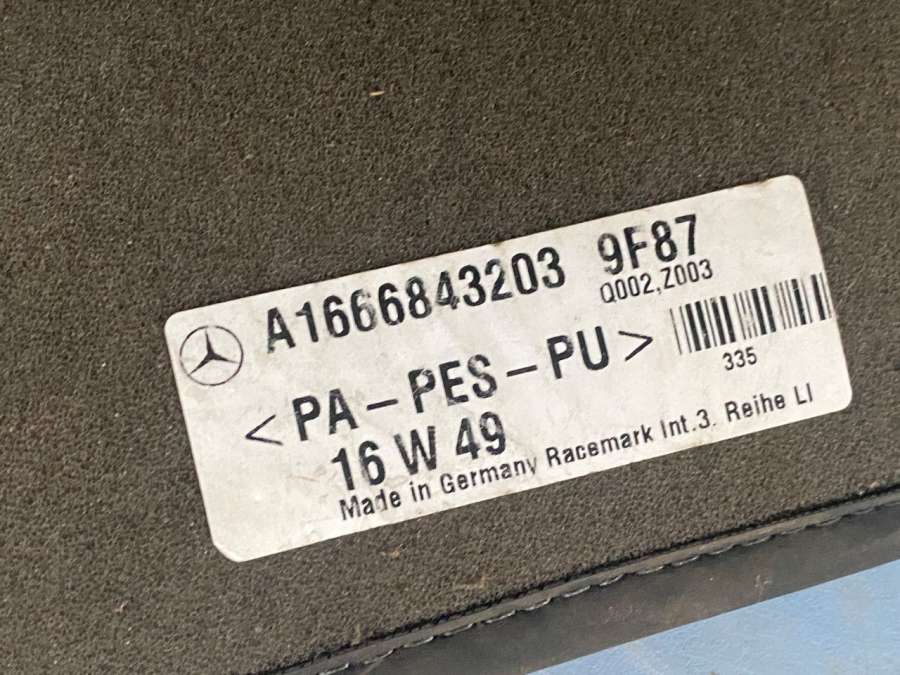 A1666843203 9F87
Q002,Z003
<PA-PES-PU>
335
16 W 49
Made in Germany Racemark Int.3. Reihe LI